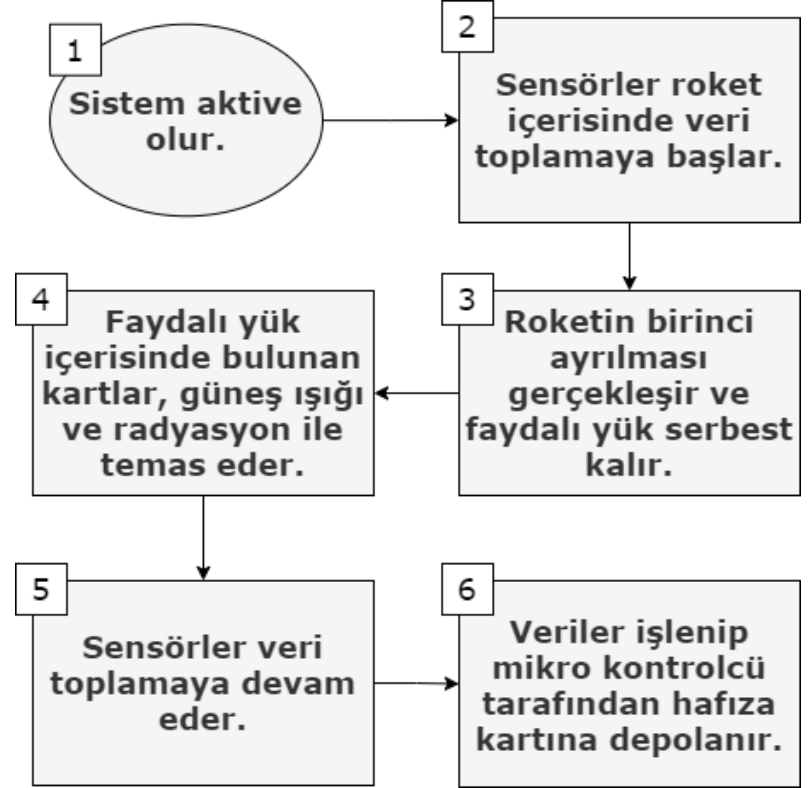 1
Sistem aktive
olur.
2
Sensörler roket
içerisinde veri
toplamaya başlar.
3
Roketin birinci
ayrılması
gerçekleşir ve
faydalı yük serbest
kalır.
4
Faydalı yük
içerisinde bulunan
kartlar, güneş ışığı
ve radyasyon ile
temas eder.
5
Sensörler veri
toplamaya devam
eder.
6
Veriler işlenip
mikro kontrolcü
tarafından hafıza
kartına depolanır.